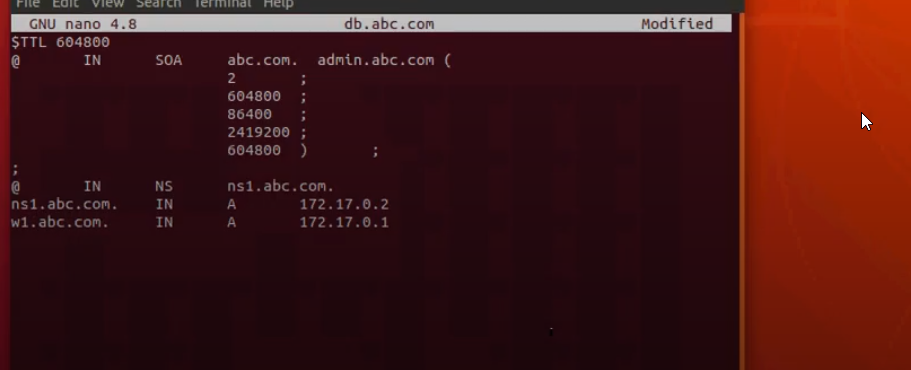 File Edit View Search Terminal Help
GNU nano 4.8 db.abc.com Modified
$TTL 604800
@ IN SOA abc.com. admin.abc.com (
2 ;
604800 ;
86400 ;
2419200 ;
604800 ) ;
;
@ IN NS ns1.abc.com.
ns1.abc.com. IN A 172.17.0.2
w1.abc.com. IN A 172.17.0.1